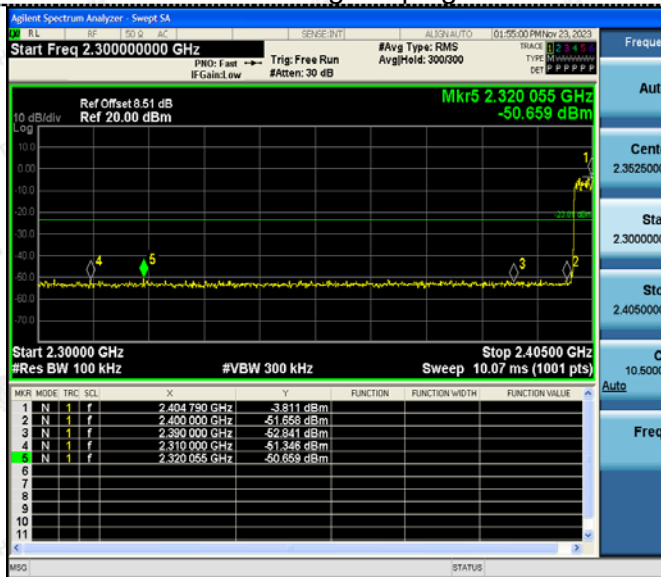 Agilent Spectrum Analyzer - Swept SA
RL RF 50 Ω AC SENSE:INT ALIGN AUTO 01:55:00 PM Nov 23, 2023
Start Freq 2.300000000 GHz #Avg Type: RMS TRACE 1 2 3 4 5 6
PNO: Fast Trig: Free Run Avg|Hold: 300/300 TYPE MWWWWW
IFGain:Low #Atten: 30 dB DET P P P P P P
Mkr5 2.320 055 GHz
Ref Offset 8.51 dB
10 dB/div Ref 20.00 dBm -50.659 dBm
Log
10.0
0.00
-10.0
-20.0
-30.0
-40.0
-50.0
-60.0
-70.0
1
-23.81 dBm
4 5 3 2
Start 2.30000 GHz Stop 2.40500 GHz
#Res BW 100 kHz #VBW 300 kHz Sweep 10.07 ms (1001 pts)
MKR MODE TRC SCL X Y FUNCTION FUNCTION WIDTH FUNCTION VALUE
1 N 1 f 2.404 790 GHz -3.811 dBm
2 N 1 f 2.400 000 GHz -51.658 dBm
3 N 1 f 2.390 000 GHz -52.841 dBm
4 N 1 f 2.310 000 GHz -51.346 dBm
5 N 1 f 2.320 055 GHz -50.659 dBm
6
7
8
9
10
11
MSG STATUS
Freque
Aut
Cent
2.3525000
Sta
2.3000000
Sto
2.4050000
C
10.5000
Auto
Freq